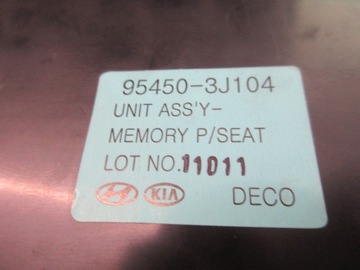 95450-3J104
UNIT ASS'Y-
MEMORY P/SEAT
LOT NO.11011
KIA DECO